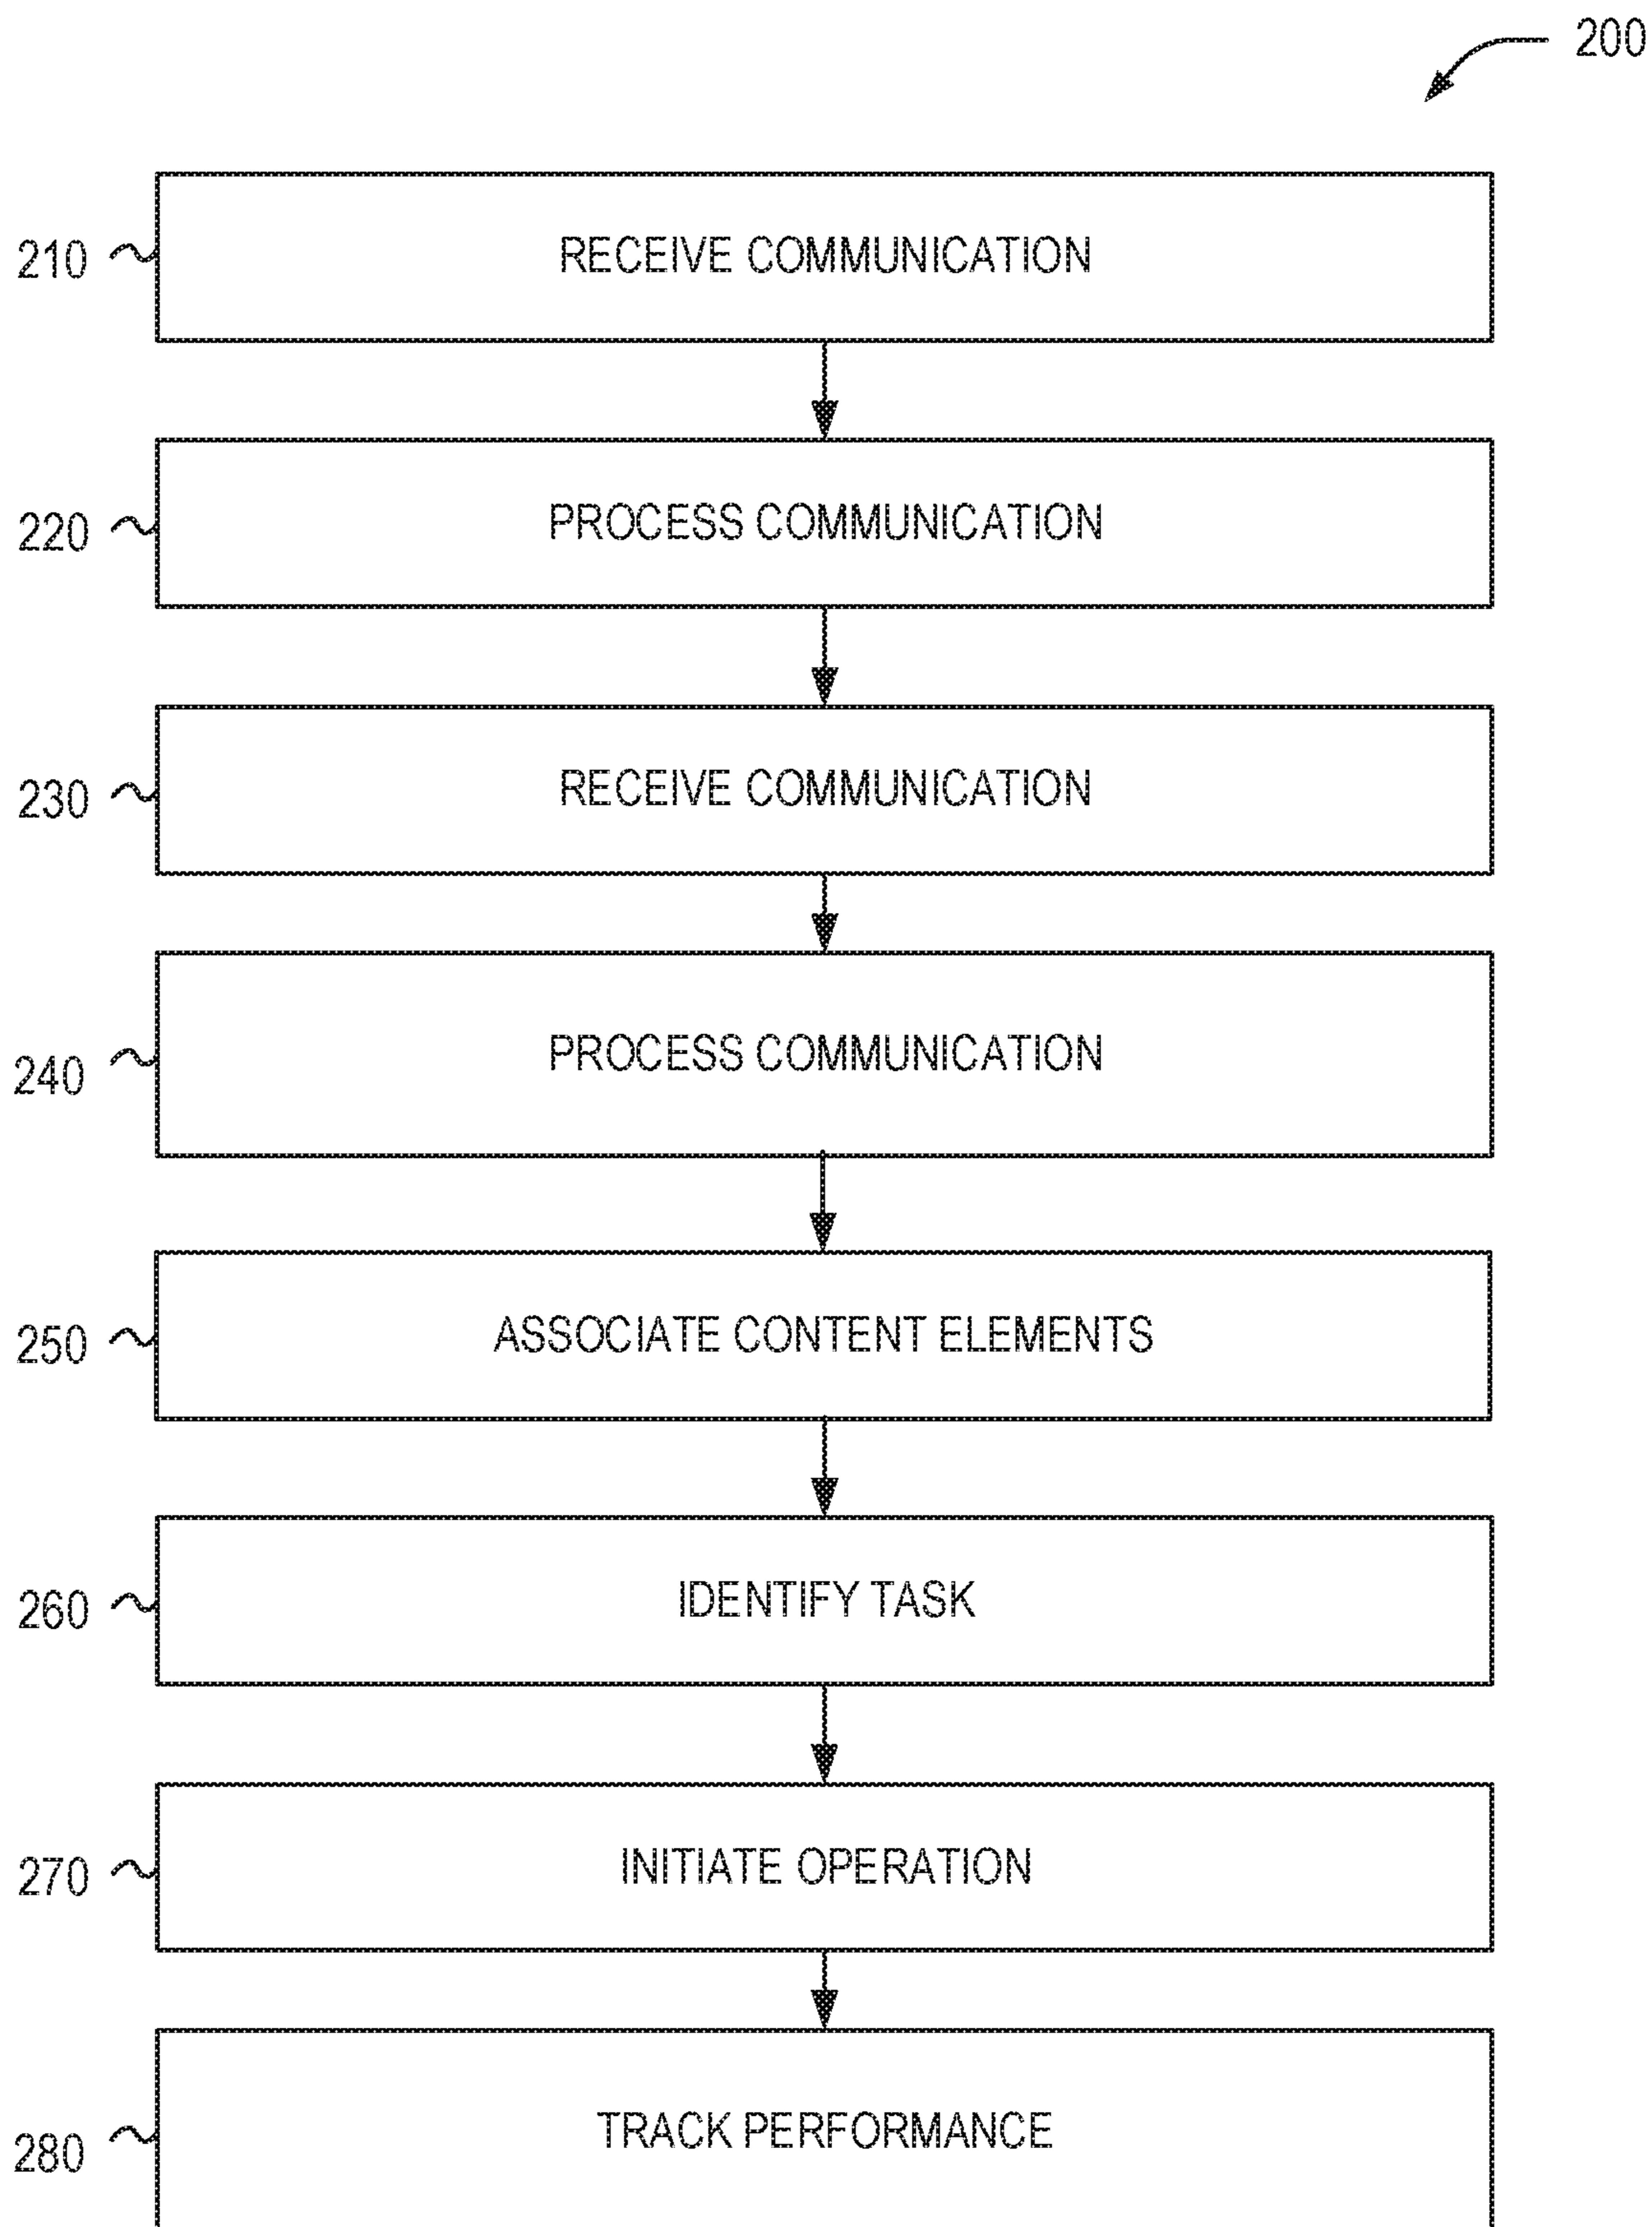 200
210 RECEIVE COMMUNICATION
220 PROCESS COMMUNICATION
230 RECEIVE COMMUNICATION
240 PROCESS COMMUNICATION
250 ASSOCIATE CONTENT ELEMENTS
260 IDENTIFY TASK
270 INITIATE OPERATION
280 TRACK PERFORMANCE